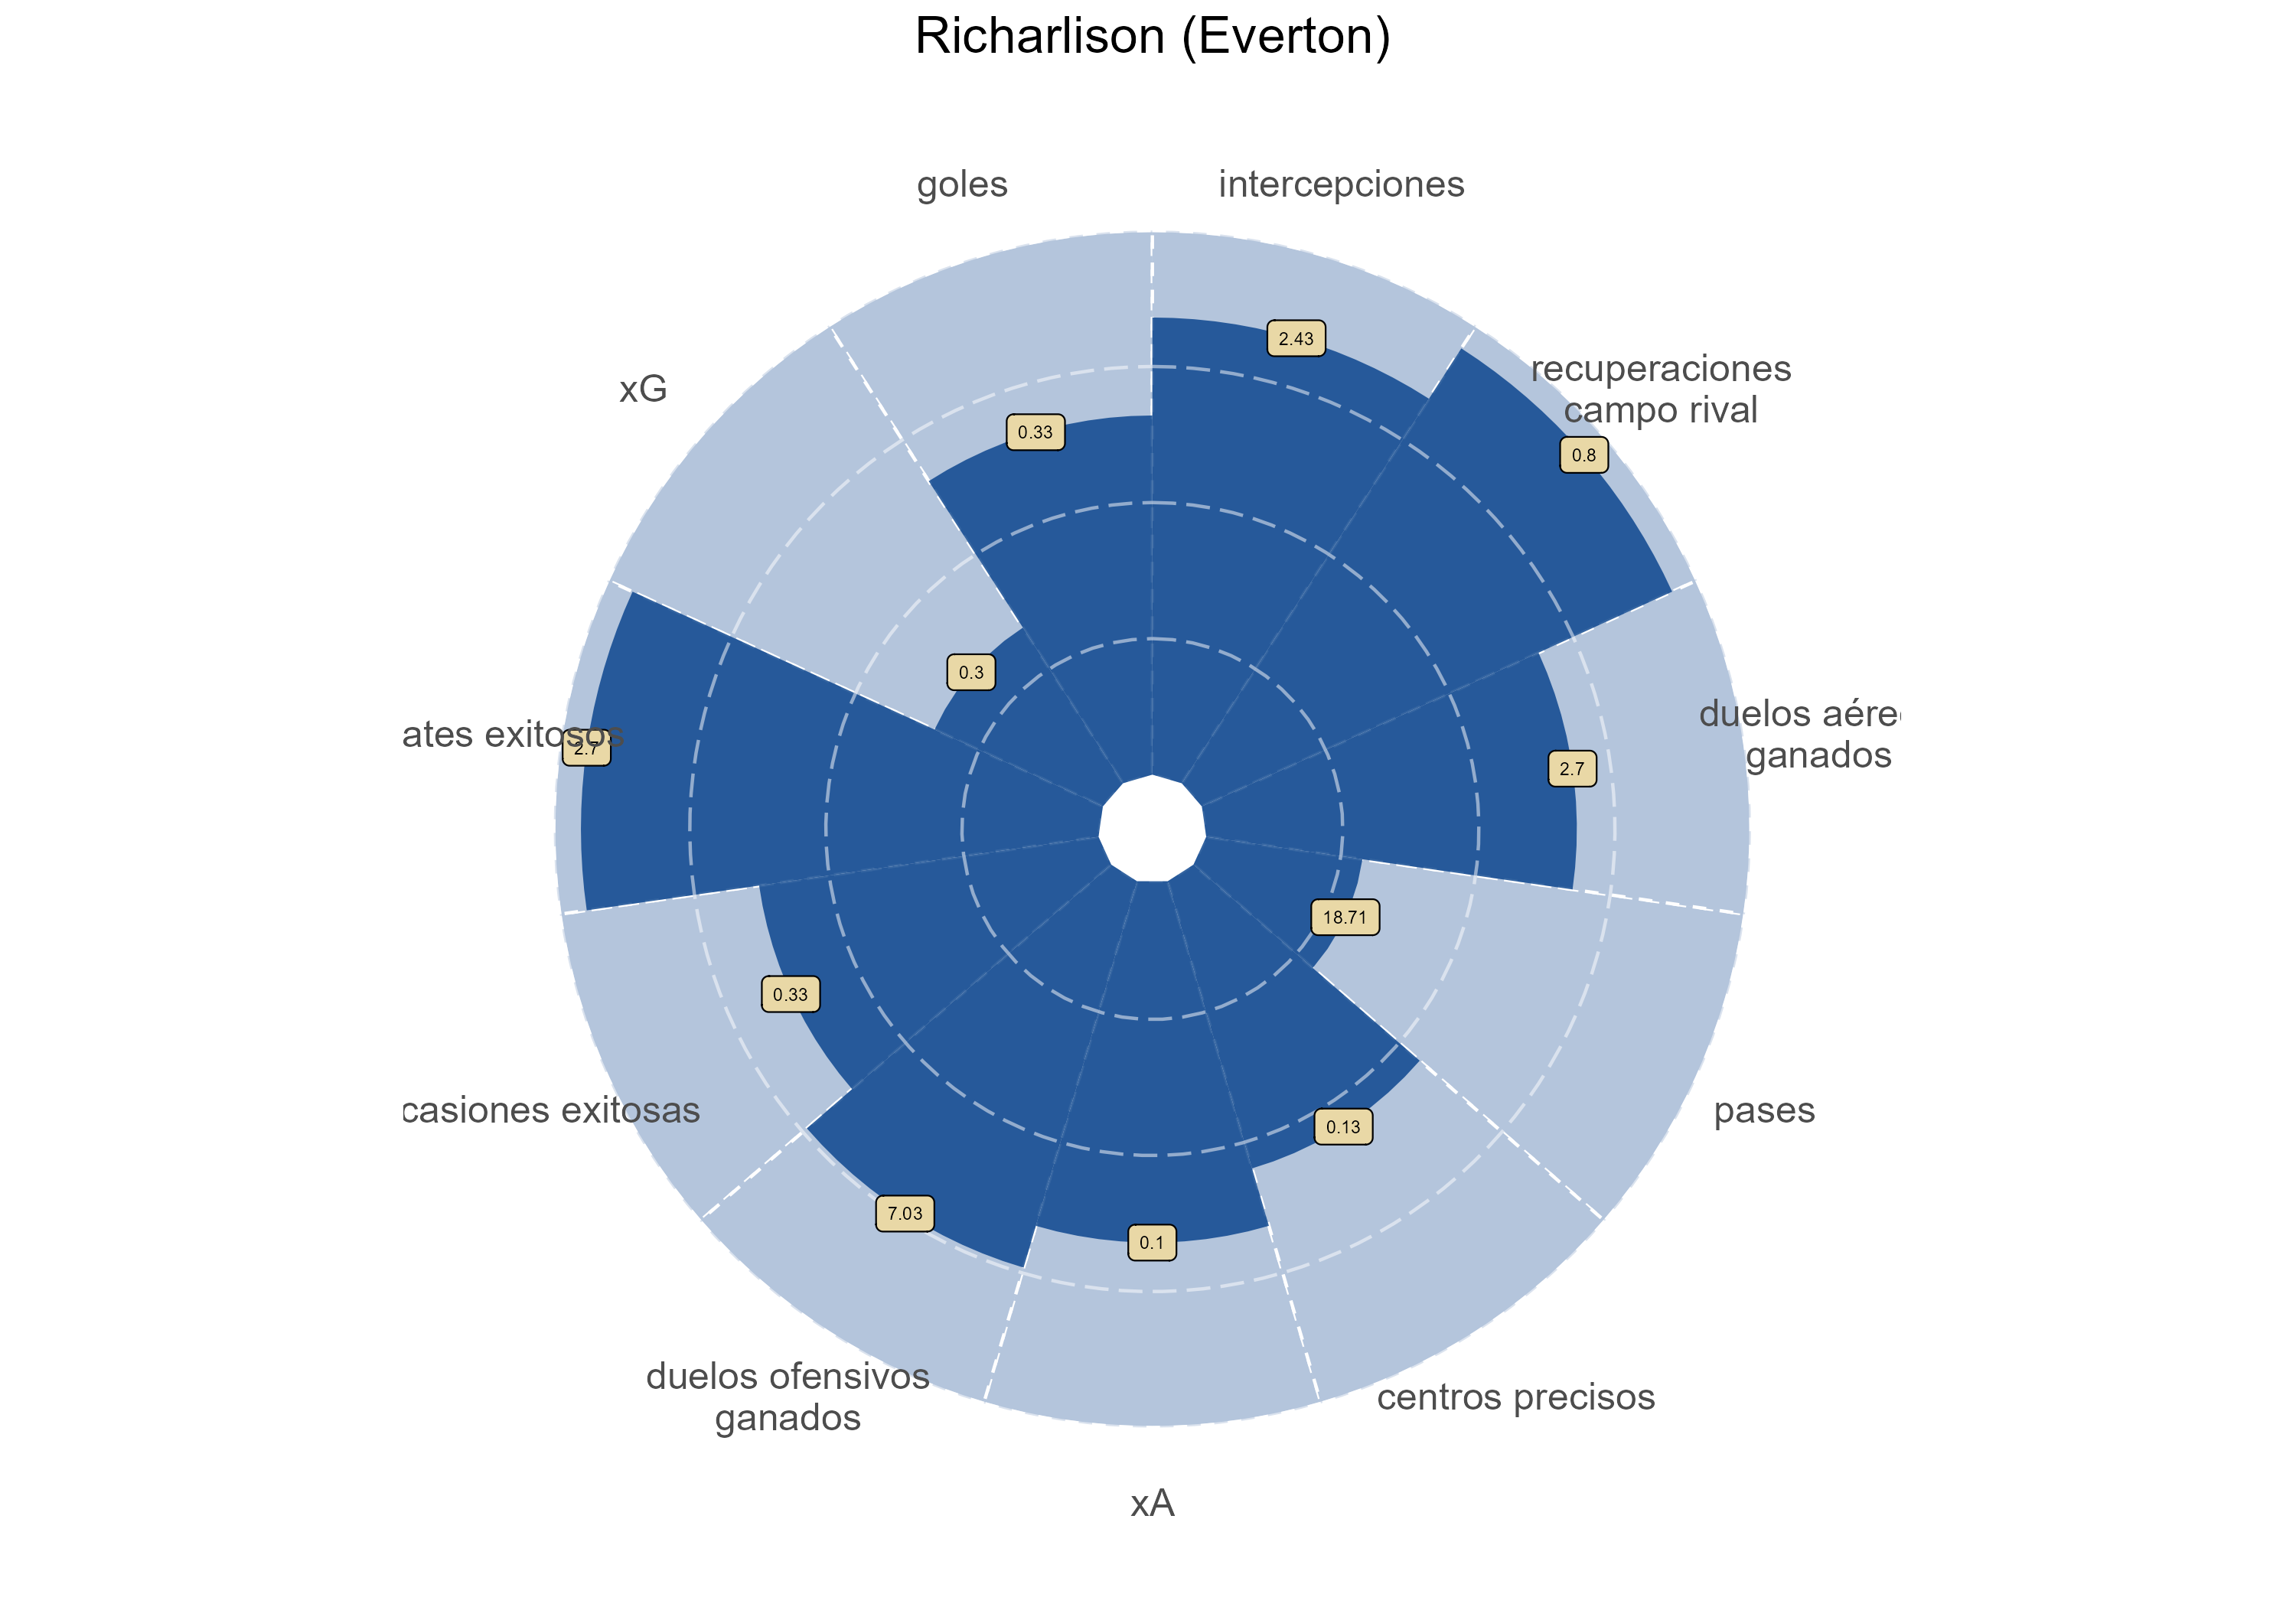 Richarlison (Everton)
goles
intercepciones
recuperaciones
campo rival
xG
2.43
0.33
0.8
0.3
ates exitosos
2.7
duelos aére
ganados
2.7
18.71
0.33
casiones exitosas
pases
0.13
7.03
0.1
duelos ofensivos
ganados
centros precisos
xA